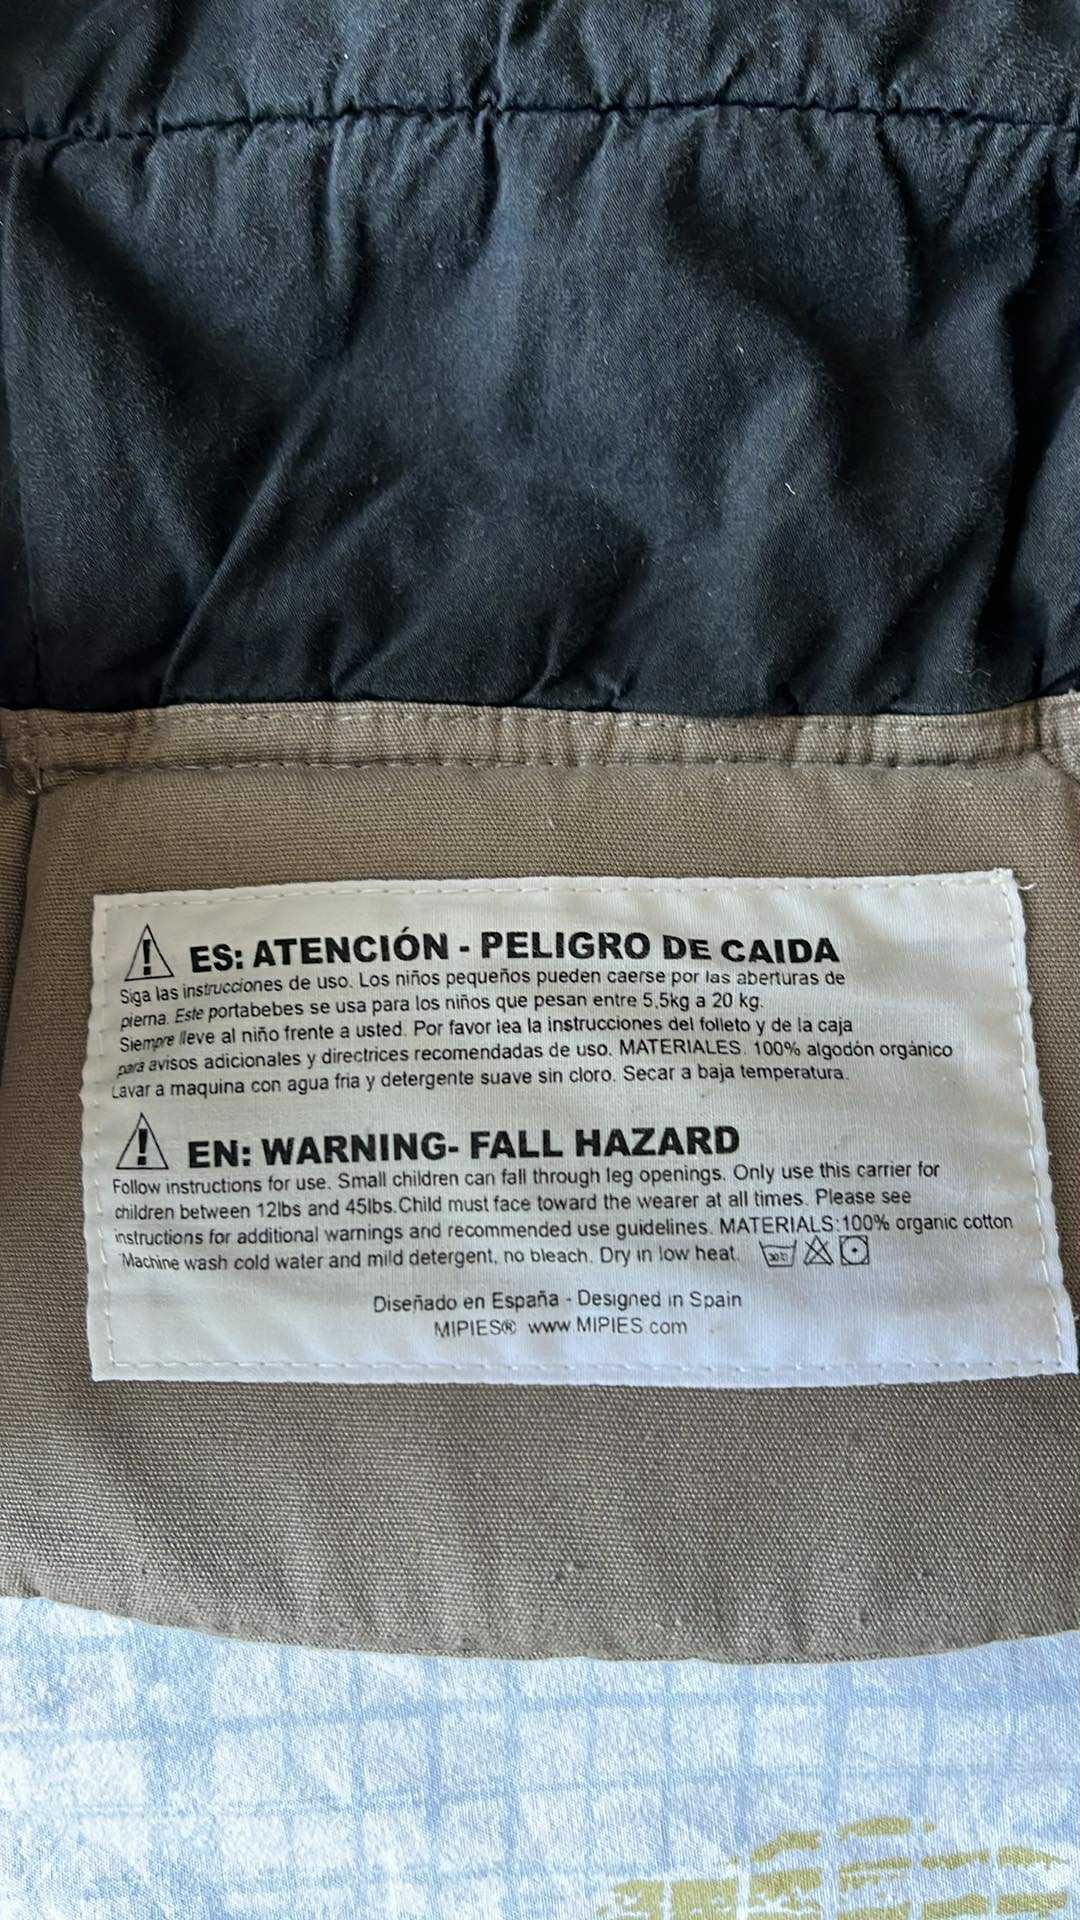 ES: ATENCIÓN - PELIGRO DE CAIDA
Siga las instrucciones de uso. Los niños pequeños pueden caerse por las aberturas de
pierna. Este portabebes se usa para los niños que pesan entre 5,5kg a 20 kg.
Siempre lleve al niño frente a usted. Por favor lea la instrucciones del folleto y de la caja
para avisos adicionales y directrices recomendadas de uso. MATERIALES. 100% algodón orgánico
Lavar a maquina con agua fria y detergente suave sin cloro. Secar a baja temperatura.
EN: WARNING- FALL HAZARD
Follow instructions for use. Small children can fall through leg openings. Only use this carrier for
children between 12lbs and 45lbs. Child must face toward the wearer at all times. Please see
instructions for additional warnings and recommended use guidelines. MATERIALS: 100% organic cotton
Machine wash cold water and mild detergent, no bleach. Dry in low heat. 30°C
Diseñado en España - Designed in Spain
MIPIES® www.MIPIES.com